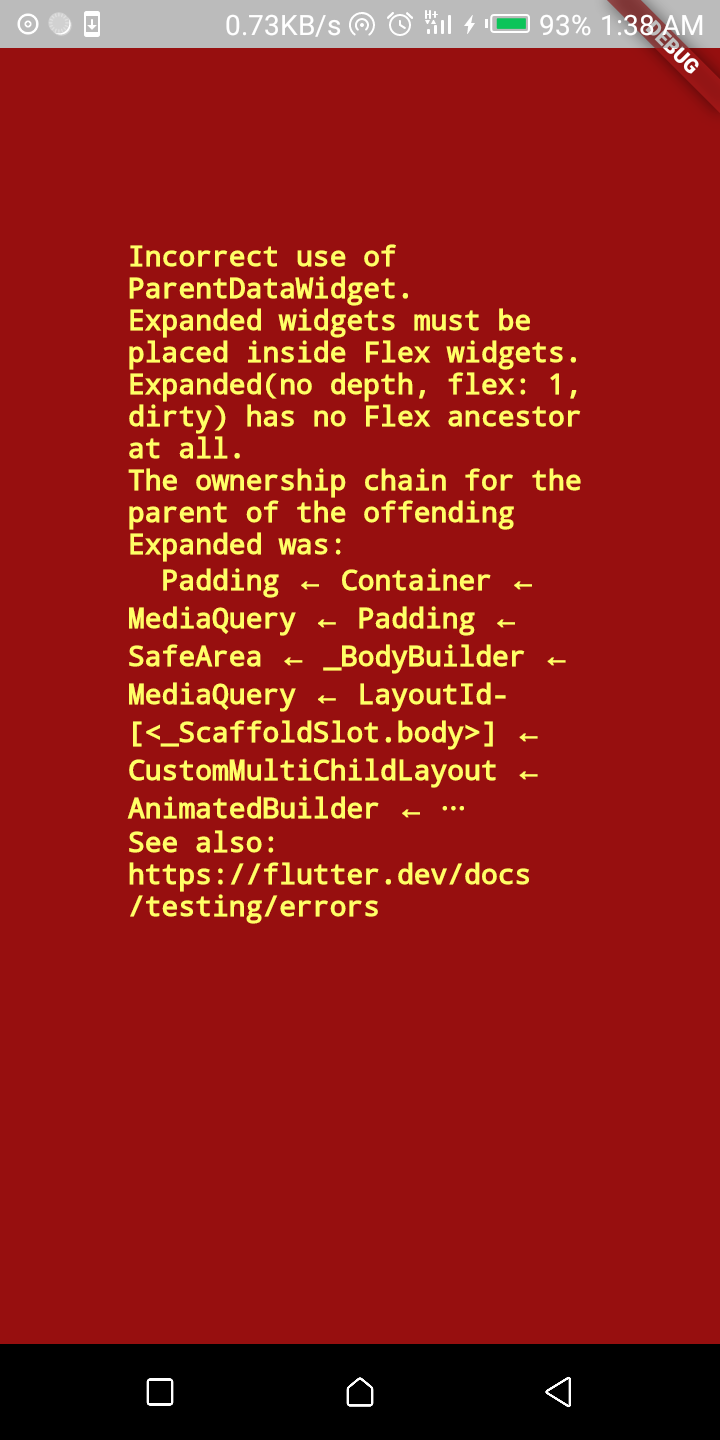 0.73KB/s H+ 93% 1:38 AM
DEBUG
Incorrect use of
ParentDataWidget.
Expanded widgets must be
placed inside Flex widgets.
Expanded(no depth, flex: 1,
dirty) has no Flex ancestor
at all.
The ownership chain for the
parent of the offending
Expanded was:
  Padding ← Container ←
MediaQuery ← Padding ←
SafeArea ← _BodyBuilder ←
MediaQuery ← LayoutId-
[<_ScaffoldSlot.body>] ←
CustomMultiChildLayout ←
AnimatedBuilder ← ⋯
See also:
https://flutter.dev/docs
/testing/errors